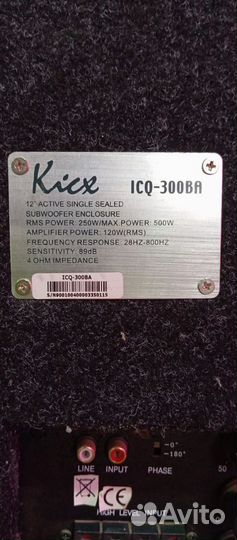 Kicx ICQ-300BA
12" ACTIVE SINGLE SEALED
SUBWOOFER ENCLOSURE
RMS POWER: 250W/MAX POWER: 500W
AMPLIFIER POWER: 120W(RMS)
FREQUENCY RESPONSE: 28HZ-800HZ
SENSITIVITY: 89dB
4 OHM IMPEDANCE
ICQ-300BA
S/N900100400003350115
-0°
-180°
LINE INPUT PHASE 50
CE
HIGH LEVEL INPUT
Avito